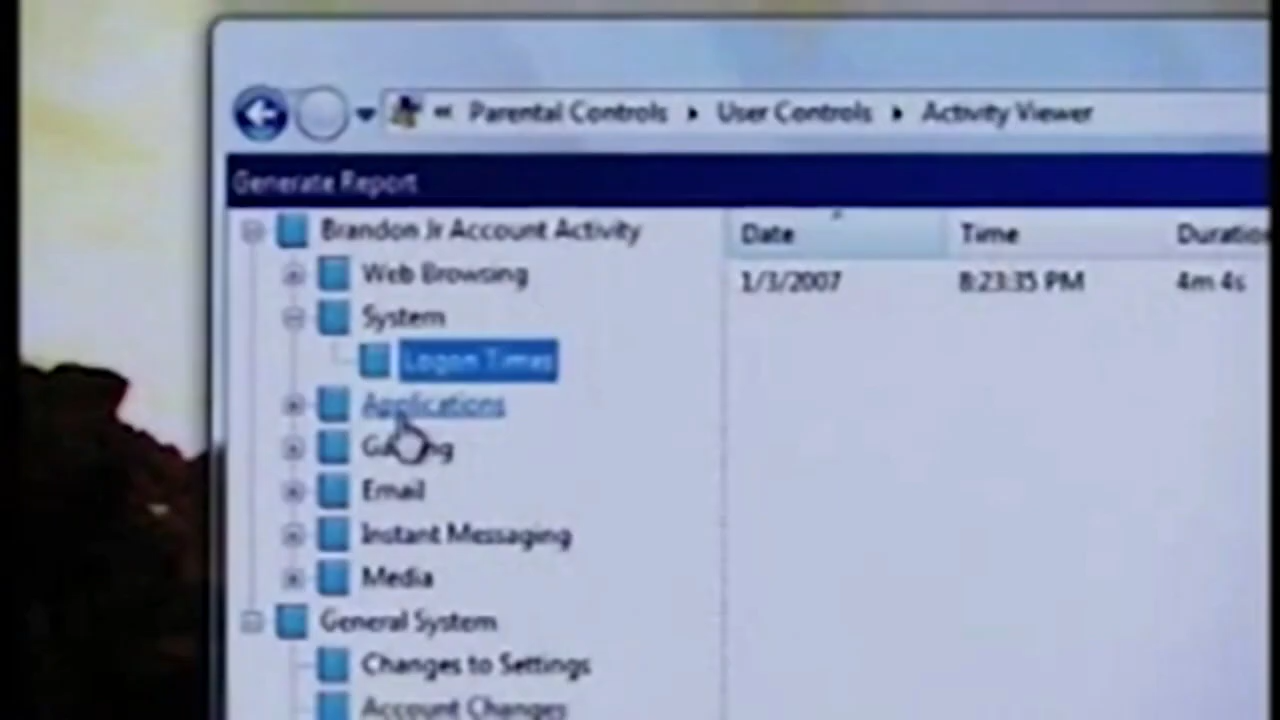 Parental Controls User Controls Activity Viewer
Generate Report
Brandon Jr Account Activity
Date Time Duratio
Web Browsing
1/3/2007 8:23:35 PM 4m 4s
System
Logon Times
Applications
Gaming
Email
Instant Messaging
Media
General System
Changes to Settings
Account Changes